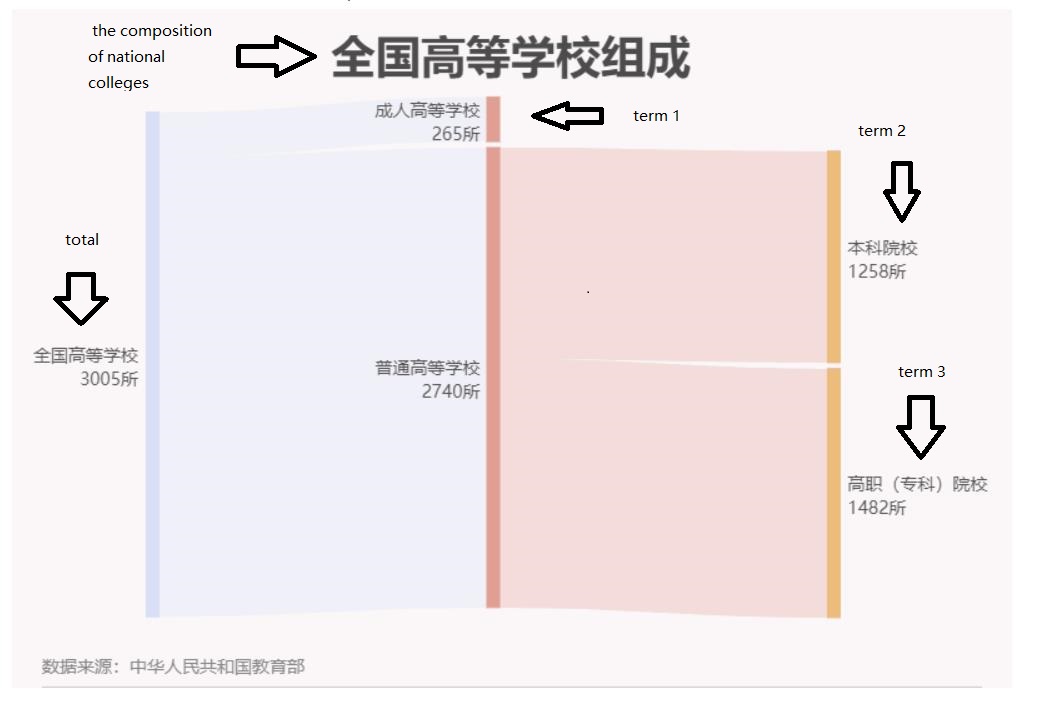 the composition
of national
colleges
全国高等学校组成
成人高等学校
265所
term 1
term 2
total
本科院校
1258所
全国高等学校
3005所
普通高等学校
2740所
term 3
高职（专科）院校
1482所
数据来源：中华人民共和国教育部